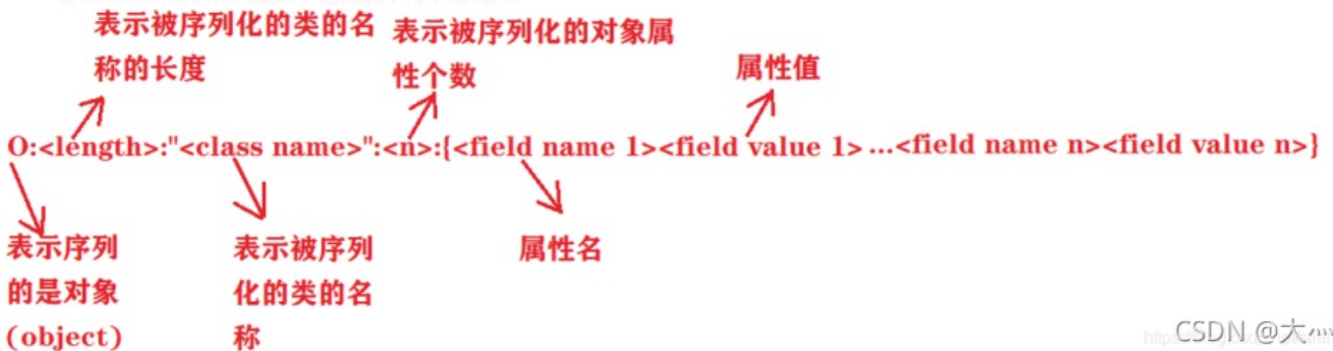 表示被序列化的类的名
称的长度
表示被序列化的对象属
性个数
属性值
O:<length>:"<class name>":<n>:{<field name 1><field value 1>...<field name n><field value n>}
表示序列
的是对象
(object)
表示被序列
化的类的名
称
属性名
CSDN @大